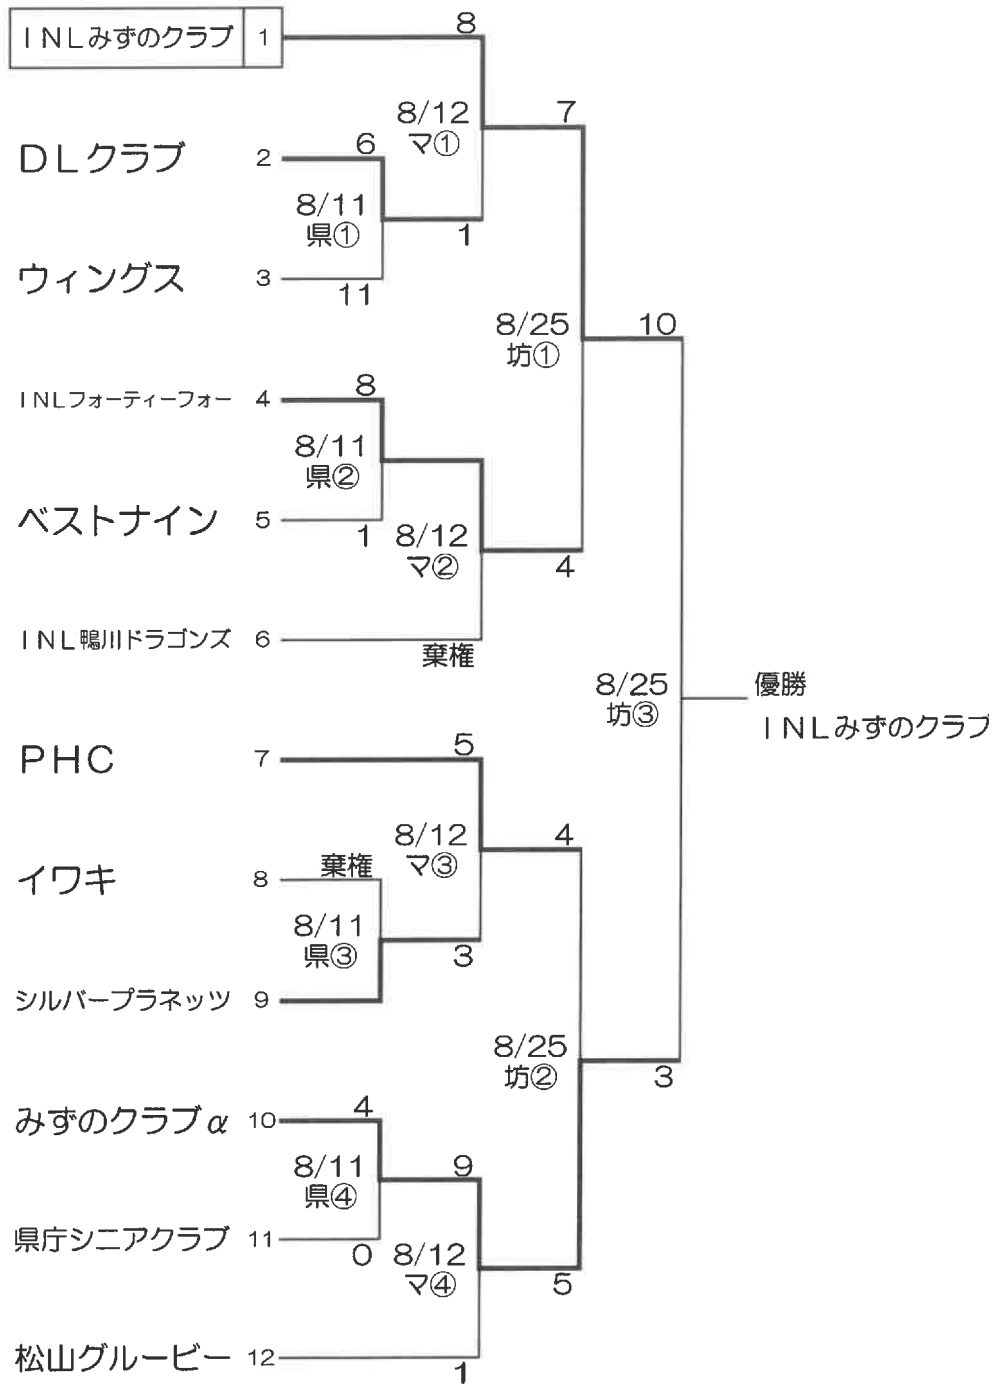 INLみずのクラブ 1
8
8/12
マ①
7
DLクラブ 2
6
8/11
県①
1
ウィングス 3
11
8/25
坊①
10
INLフォーティーフォー 4
8
8/11
県②
ベストナイン 5
1
8/12
マ②
4
INL鴨川ドラゴンズ 6
棄権
8/25
坊③
優勝
INLみずのクラブ
PHC 7
5
8/12
マ③
4
イワキ 8
棄権
8/11
県③
3
シルバープラネッツ 9
8/25
坊②
3
みずのクラブα 10
4
8/11
県④
9
県庁シニアクラブ 11
0
8/12
マ④
5
松山グルービー 12
1